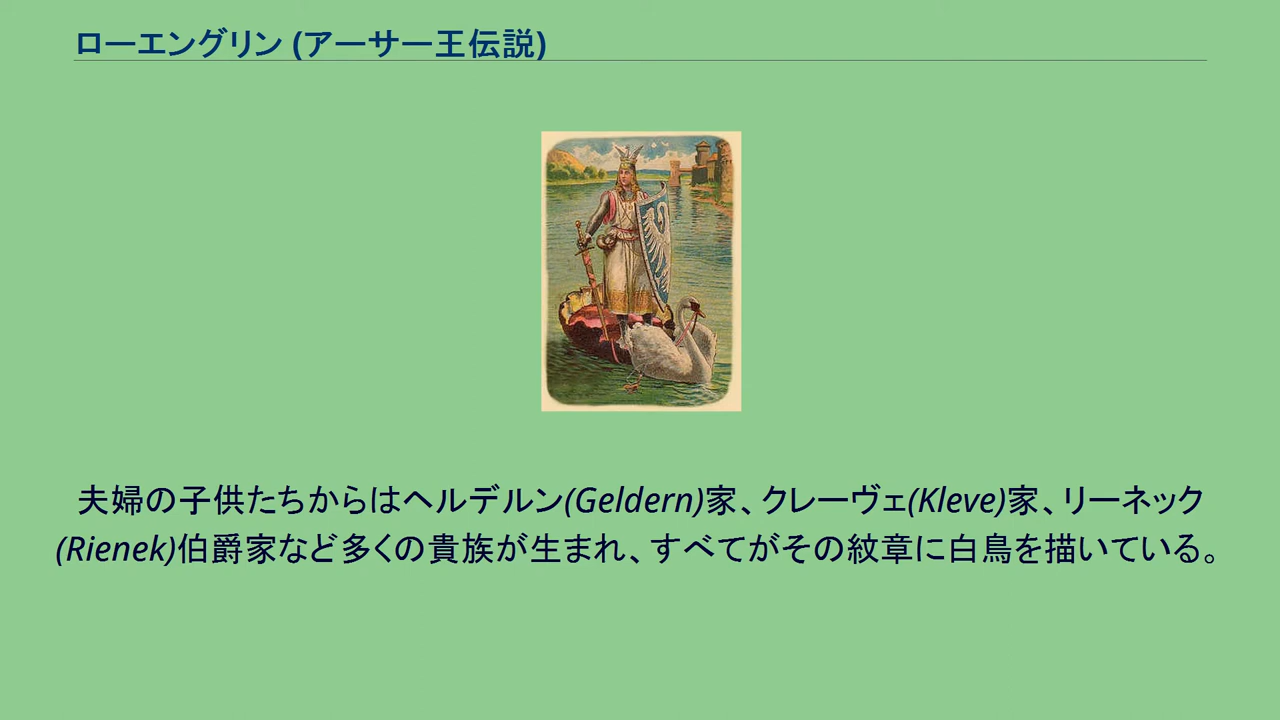 ローエングリン (アーサー王伝説)
夫婦の子供たちからはヘルデルン(Geldern)家、クレーヴェ(Kleve)家、リーネック
(Rienek)伯爵家など多くの貴族が生まれ、すべてがその紋章に白鳥を描いている。